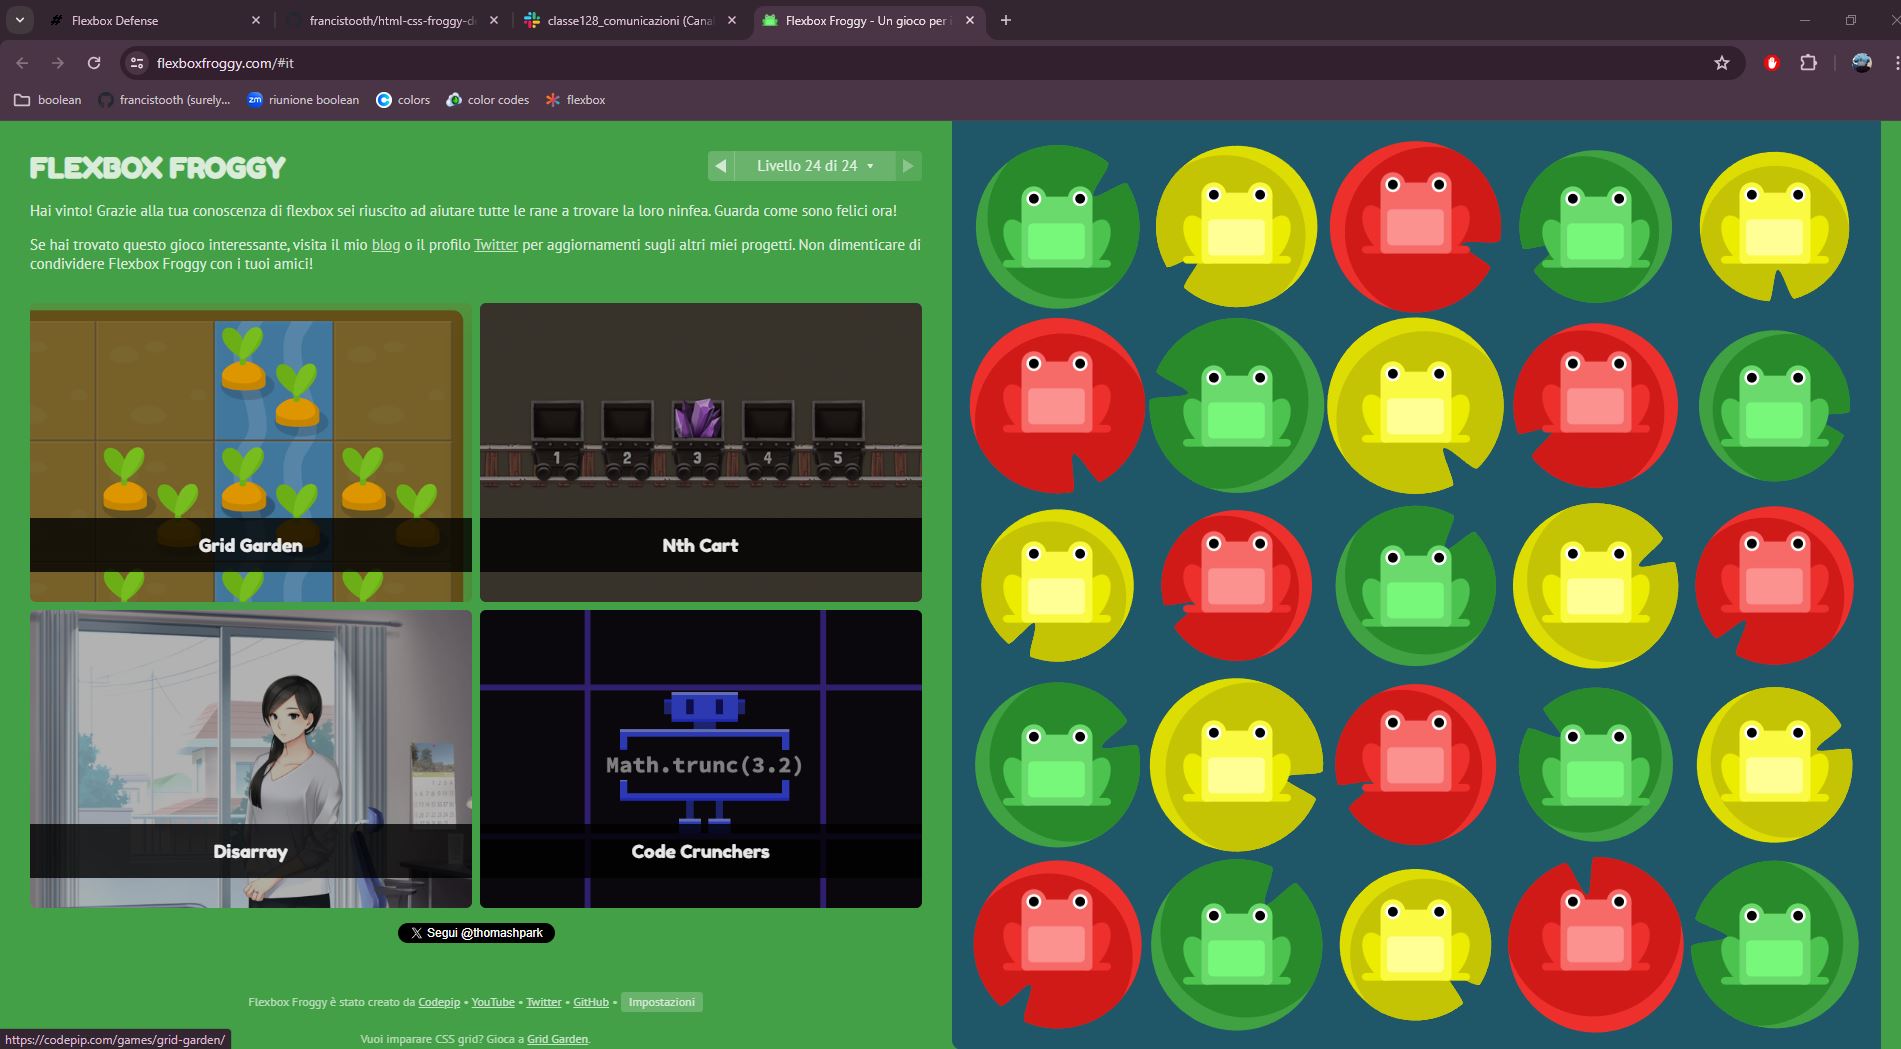 Flexbox Defense
francistooth/html-css-froggy-de
classe128_comunicazioni (Cana
Flexbox Froggy - Un gioco per i
flexboxfroggy.com/#it
boolean
francistooth (surely...
zm
riunione boolean
colors
color codes
flexbox
FLEXBOX FROGGY
Livello 24 di 24
Hai vinto! Grazie alla tua conoscenza di flexbox sei riuscito ad aiutare tutte le rane a trovare la loro ninfea. Guarda come sono felici ora!
Se hai trovato questo gioco interessante, visita il mio blog o il profilo Twitter per aggiornamenti sugli altri miei progetti. Non dimenticare di
condividere Flexbox Froggy con i tuoi amici!
1 2 3 4 5
Grid Garden
Nth Cart
Math.trunc(3.2)
Disarray
Code Crunchers
X Segui @thomashpark
Flexbox Froggy è stato creato da Codepip • YouTube • Twitter • GitHub • Impostazioni
Vuoi imparare CSS grid? Gioca a Grid Garden.
https://codepip.com/games/grid-garden/